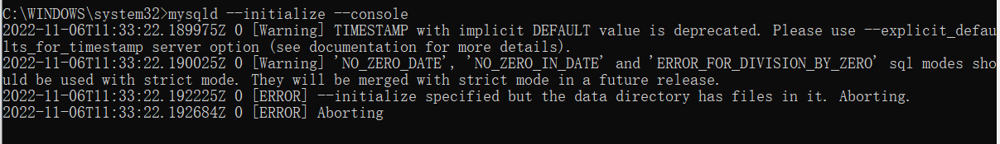 C:\WINDOWS\system32>mysqld --initialize --console
2022-11-06T11:33:22.189975Z 0 [Warning] TIMESTAMP with implicit DEFAULT value is deprecated. Please use --explicit_defau
lts_for_timestamp server option (see documentation for more details).
2022-11-06T11:33:22.190025Z 0 [Warning] 'NO_ZERO_DATE', 'NO_ZERO_IN_DATE' and 'ERROR_FOR_DIVISION_BY_ZERO' sql modes sho
uld be used with strict mode. They will be merged with strict mode in a future release.
2022-11-06T11:33:22.192225Z 0 [ERROR] --initialize specified but the data directory has files in it. Aborting.
2022-11-06T11:33:22.192684Z 0 [ERROR] Aborting